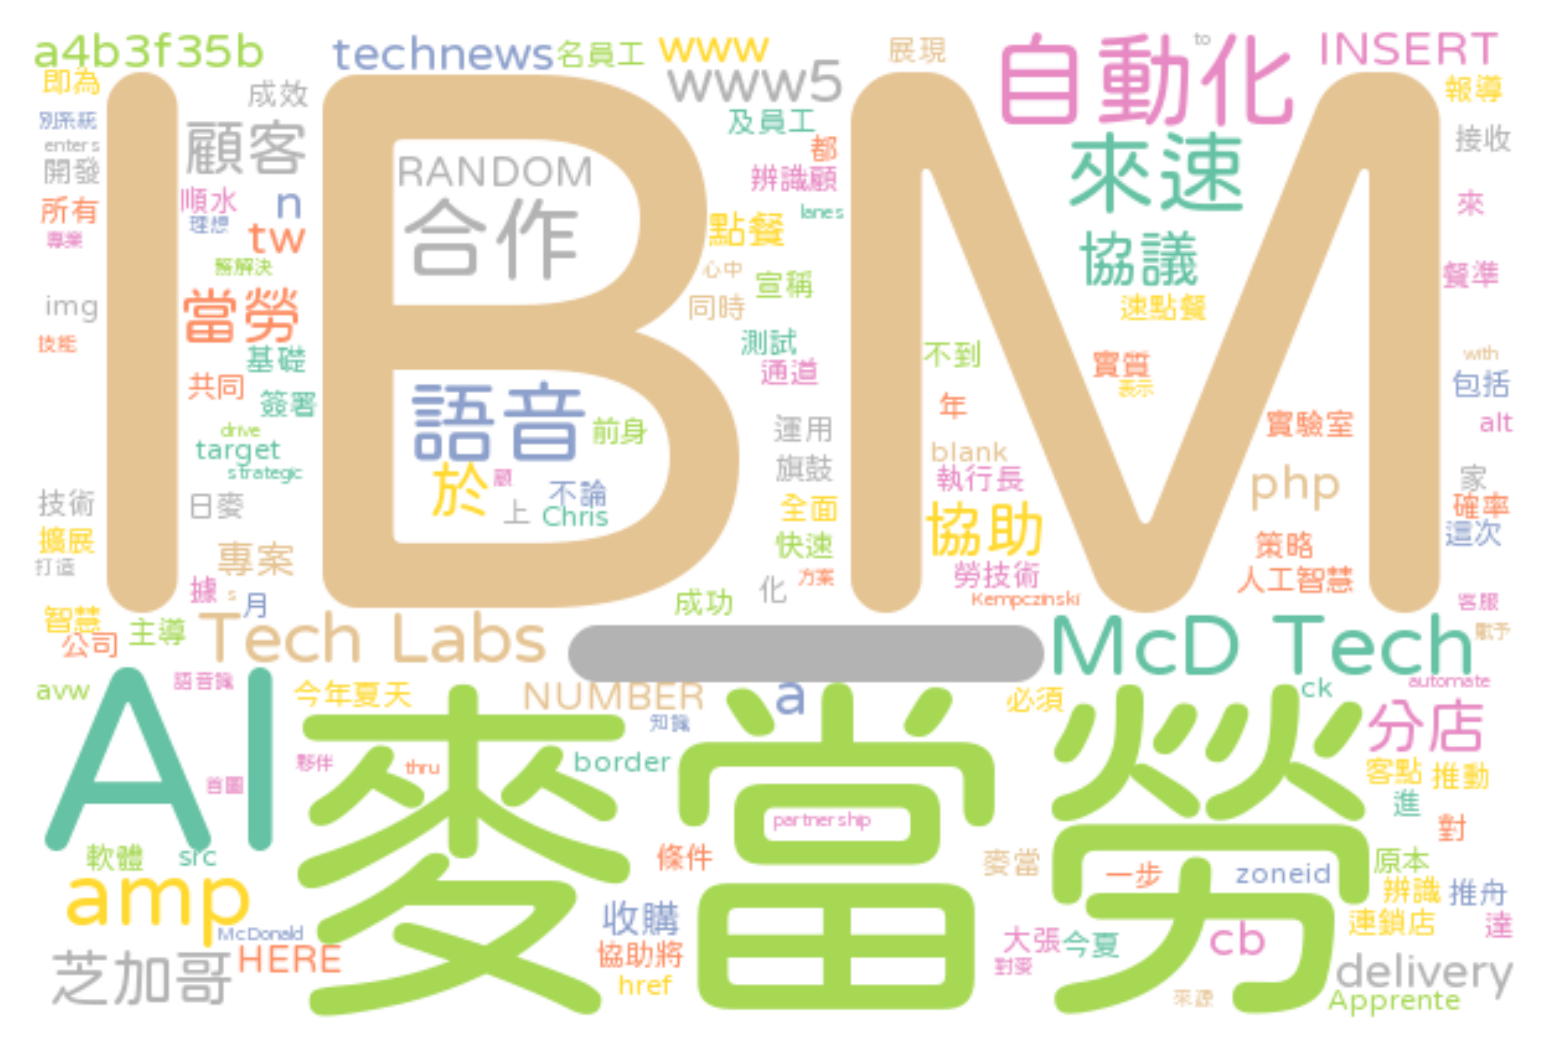 a4b3f35b technews 名員工 www 展現 自動化 to INSERT
即為 成效 www5 報導
別系統 顧客 及員工 來速 接收
enters RANDOM 都
開發 辨識顧
所有 順水 n 合作 點餐 lanes 來
專業 理想 tw 協議
務解決 心中 宣稱 餐準
img 當勞 同時 速點餐
技能 基礎 測試 不到 with
共同 通道 實質 包括
簽署 語音 表示
drive 前身 運用 年 實驗室 alt
target blank
strategic 於 願 旗鼓 執行長 php 家
技術 日麥 上 不論 全面 協助 確率
擴展 Chris 快速 策略 這次
打造 專案 方案 勞技術 人工智慧
據 s 月 成功 化 Kempczinski 客服
IBM
智慧 主導 Tech Labs McD Tech 賦予
公司
avw 語音識 今年夏天 NUMBER a 必須 ck automate
AI 知識 分店
夥伴 thru border 客點 推動
首圖 進
麥當勞 partnership 對
軟體 src 條件 麥當 一步 zoneid 原本
amp 收購 辨識 推舟
McDonald 連鎖店 達
芝加哥 HERE 協助將 大張 今夏 cb
對麥 delivery
href 來源 Apprente